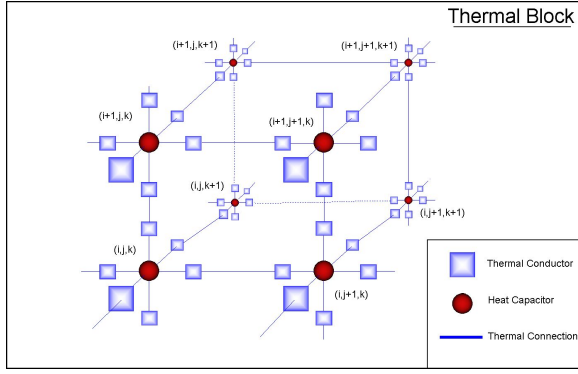 Thermal Block
(i+1,j,k+1)
(i+1,j+1,k+1)
(i+1,j,k)
(i+1,j+1,k)
(i,j,k+1)
(i,j+1,k+1)
(i,j,k)
(i,j+1,k)
Thermal Conductor
Heat Capacitor
Thermal Connection